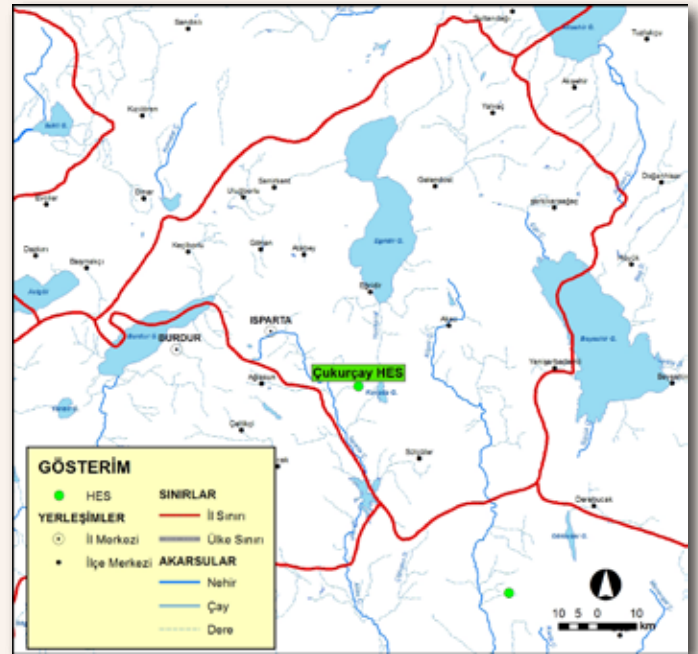 Sandıklı
Sultandağı
Akşehir G.
Tuzlukçu
Akşehir
Kızılören
Yalvaç
Dinar
Uluborlu
Senirkent
Gelendost
Doğanhisar
Şarkikaraağaç
Evciler
Dazkırı
Başmakçı
Keçiborlu
Gönen
Atabey
Eğirdir G.
Hüyük
Acıgöl
Eğirdir
Burdur G.
ISPARTA
BURDUR
Aksu
Beyşehir G.
Yenişarbademli
Beyşehir
Çukurçay HES
Ağlasun
Kovada G.
Çeltikçi
Sütçüler
Derebucak
GÖSTERİM
HES
YERLEŞİMLER
İl Merkezi
İlçe Merkezi
SINIRLAR
İl Sınırı
Ülke Sınırı
AKARSULAR
Nehir
Çay
Dere
10 5 0 10
km